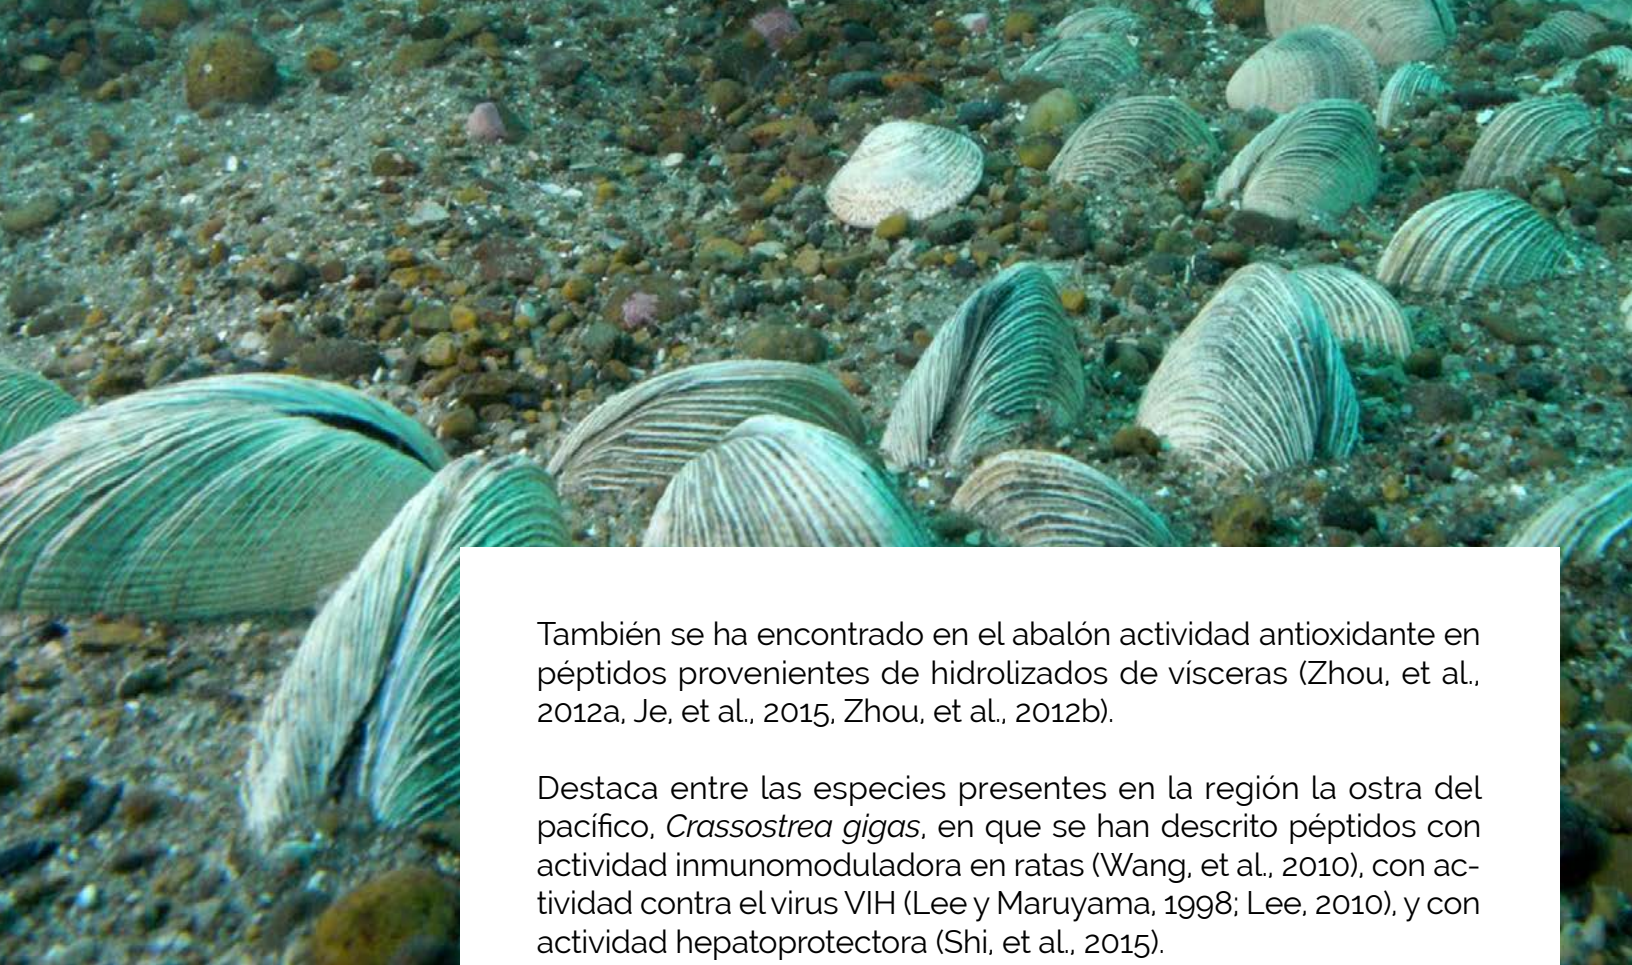 También se ha encontrado en el abalón actividad antioxidante en
péptidos provenientes de hidrolizados de vísceras (Zhou, et al.,
2012a, Je, et al., 2015, Zhou, et al., 2012b).
Destaca entre las especies presentes en la región la ostra del
pacífico, Crassostrea gigas, en que se han descrito péptidos con
actividad inmunomoduladora en ratas (Wang, et al., 2010), con ac-
tividad contra el virus VIH (Lee y Maruyama, 1998; Lee, 2010), y con
actividad hepatoprotectora (Shi, et al., 2015).